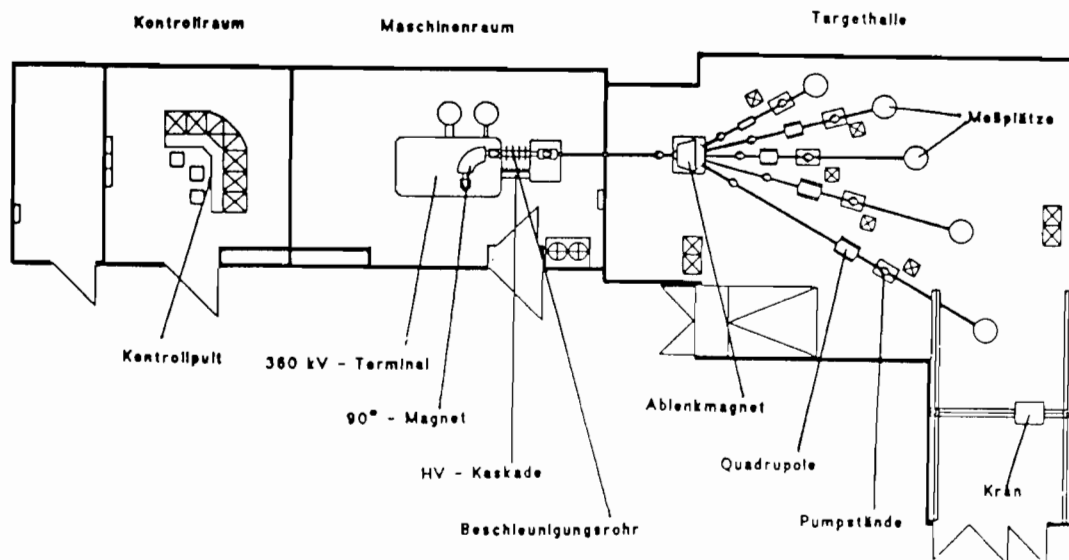 Kontrollraum
Maschinenraum
Targethalle
Meßplätze
Kontrollpult
360 kV - Terminal
90° - Magnet
HV - Kaskade
Beschleunigungsrohr
Ablenkmagnet
Quadrupole
Pumpstände
Kran